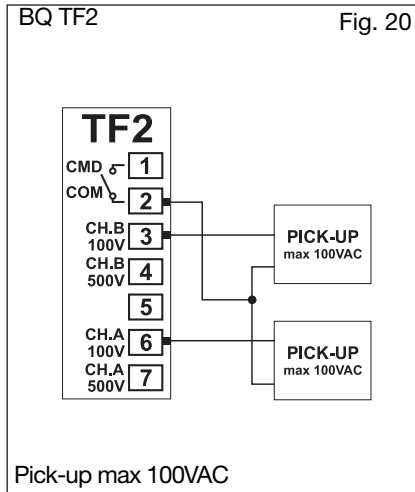 BQ TF2
Fig. 20
TF2
CMD
1
COM
2
CH.B
100V
3
CH.B
500V
4
5
CH.A
100V
6
CH.A
500V
7
PICK-UP
max 100VAC
PICK-UP
max 100VAC
Pick-up max 100VAC